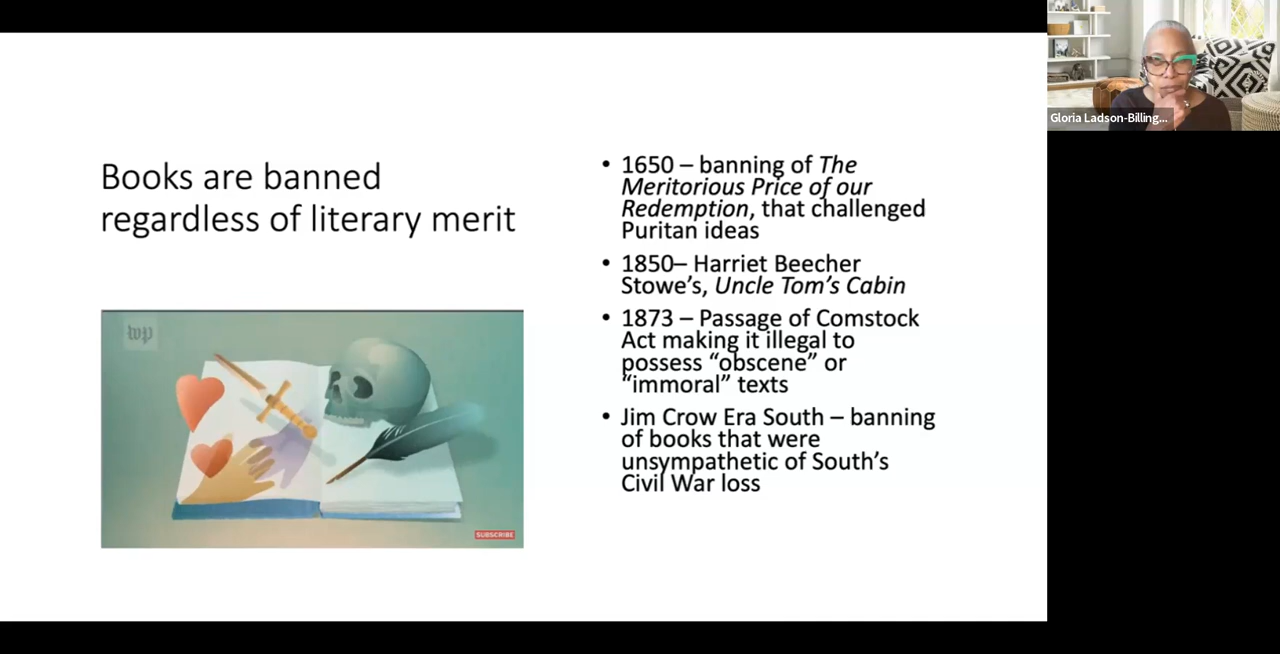 Books are banned
regardless of literary merit
wp
SUBSCRIBE
• 1650 – banning of The
Meritorious Price of our
Redemption, that challenged
Puritan ideas
• 1850– Harriet Beecher
Stowe’s, Uncle Tom’s Cabin
• 1873 – Passage of Comstock
Act making it illegal to
possess “obscene” or
“immoral” texts
• Jim Crow Era South – banning
of books that were
unsympathetic of South’s
Civil War loss
Gloria Ladson-Billing...